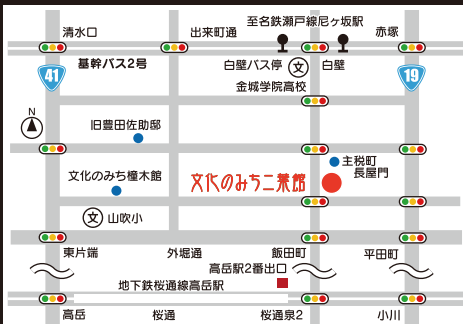 至名鉄瀬戸線尼ヶ坂駅
清水口
出来町通
赤塚
基幹バス2号
白壁バス停
文
白壁
41
19
金城学院高校
N
旧豊田佐助邸
主税町
長屋門
文化のみち橦木館
文化のみち二葉館
文
山吹小
東片端
外堀通
飯田町
平田町
高岳駅2番出口
地下鉄桜通線高岳駅
高岳
桜通
桜通泉2
小川